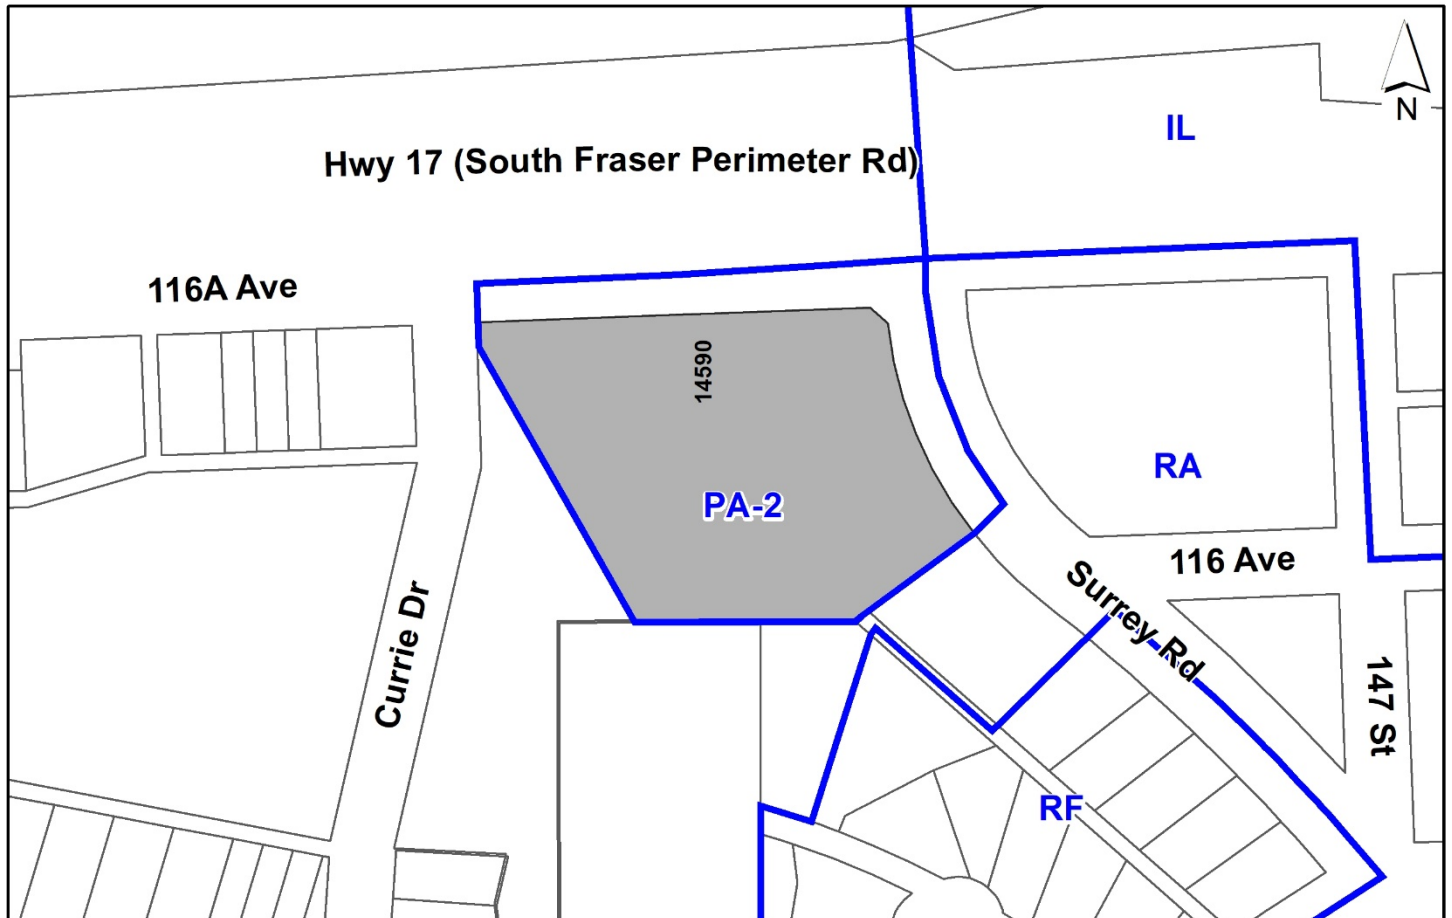 N
IL
Hwy 17 (South Fraser Perimeter Rd)
116A Ave
14590
RA
PA-2
116 Ave
Surrey Rd
Currie Dr
147 St
RF